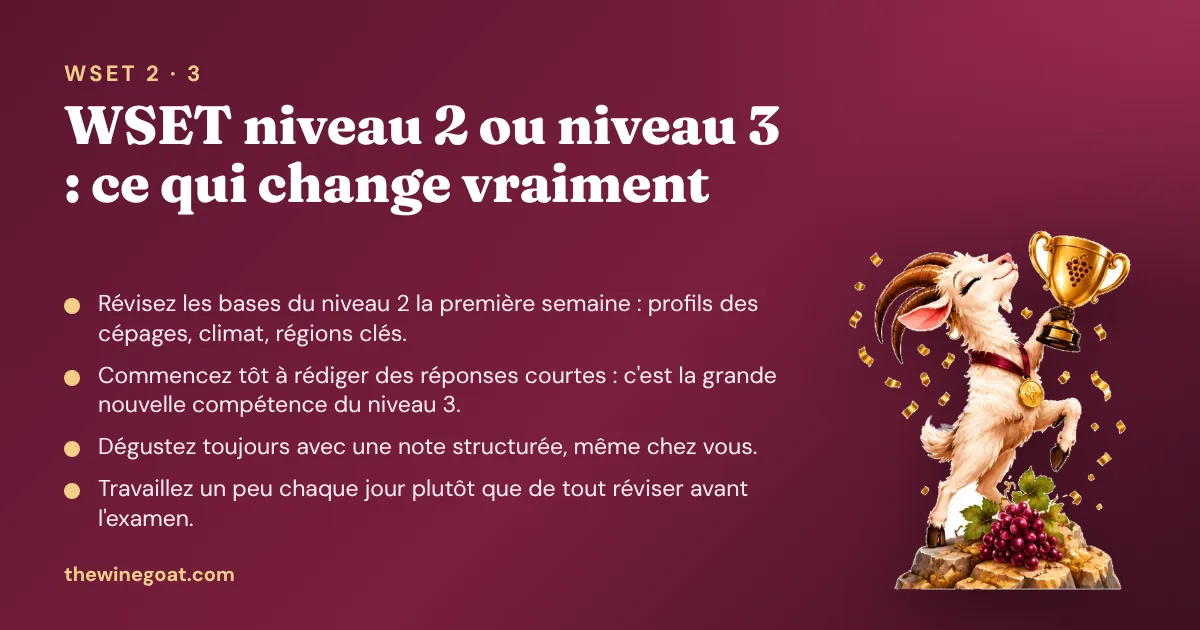 WSET 2 · 3
WSET niveau 2 ou niveau 3
: ce qui change vraiment
Révisez les bases du niveau 2 la première semaine : profils des
cépages, climat, régions clés.
Commencez tôt à rédiger des réponses courtes : c'est la grande
nouvelle compétence du niveau 3.
Dégustez toujours avec une note structurée, même chez vous.
Travaillez un peu chaque jour plutôt que de tout réviser avant
l'examen.
thewinegoat.com